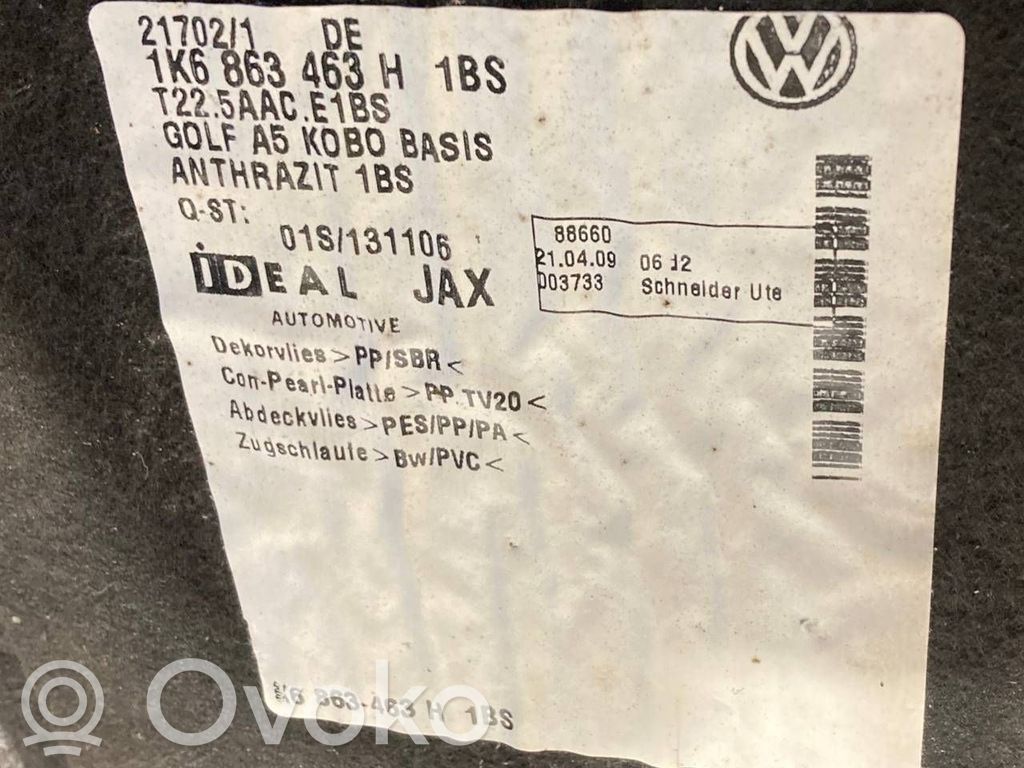 21702/1 DE
1K6 863 463 H 1BS
T22.5AAC.E1BS
GOLF A5 KOBO BASIS
ANTHRAZIT 1BS
Q-ST:
01S/131106
iDEAL JAX
AUTOMOTIVE
88660
21.04.09 06:12
003733 Schneider Ute
Dekorvlies>PP/SBR<
Con-Pearl-Platte>PP TV20<
Abdeckvlies>PES/PP/PA<
Zugschlaufe>Bw/PVC<
863-463 H 1BS
Ovoko